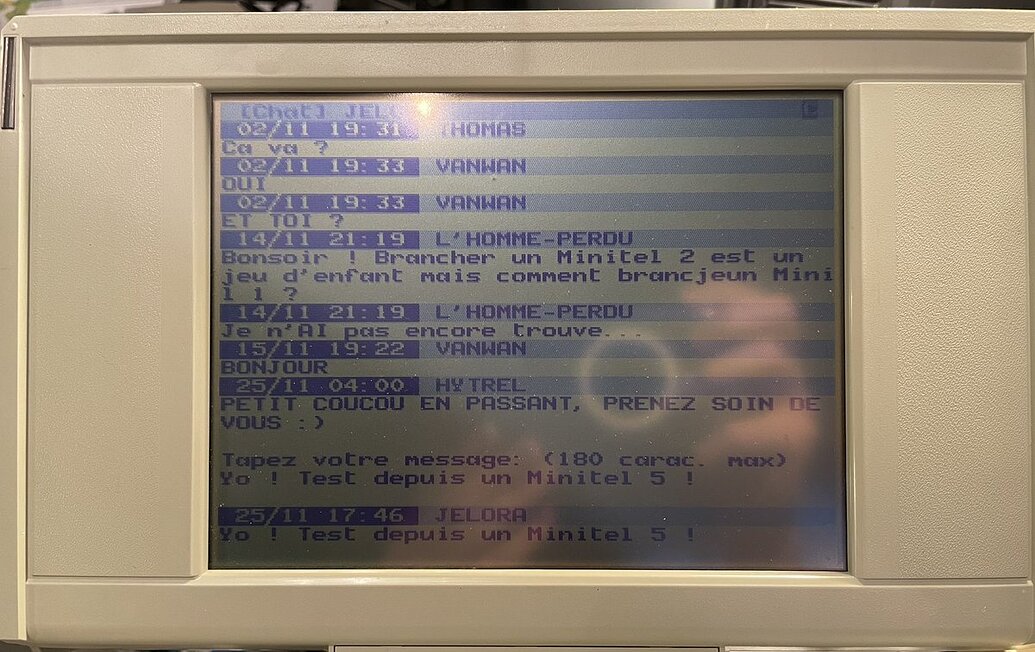 [Chat] JEL
02/11 19:31 THOMAS
Ca va ?
02/11 19:33 VANWAN
OUI
02/11 19:33 VANWAN
ET TOI ?
14/11 21:19 L'HOMME-PERDU
Bonsoir ! Brancher un Minitel 2 est un
jeu d'enfant mais comment brancjeun Mini
l 1 ?
14/11 21:19 L'HOMME-PERDU
Je n'AI pas encore trouve...
15/11 19:22 VANWAN
BONJOUR
25/11 04:00 HYTREL
PETIT COUCOU EN PASSANT, PRENEZ SOIN DE
VOUS :)
Tapez votre message: (180 carac. max)
Yo ! Test depuis un Minitel 5 !
25/11 17:46 JELORA
Yo ! Test depuis un Minitel 5 !